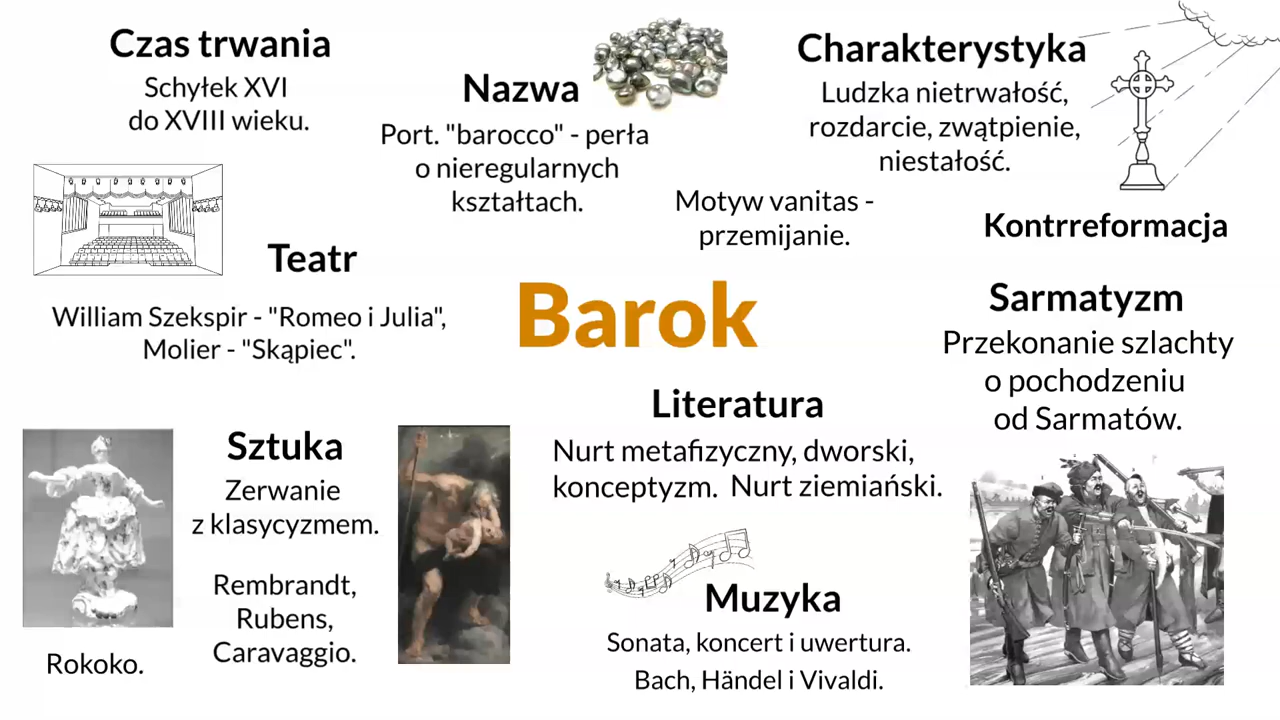 Czas trwania
Schyłek XVI
do XVIII wieku.
Nazwa
Port. "barocco" - perła
o nieregularnych
kształtach.
Charakterystyka
Ludzka nietrwałość,
rozdarcie, zwątpienie,
niestałość.
Motyw vanitas -
przemijanie.
Kontrreformacja
Teatr
William Szekspir - "Romeo i Julia",
Molier - "Skąpiec".
Barok
Sarmatyzm
Przekonanie szlachty
o pochodzeniu
od Sarmatów.
Literatura
Nurt metafizyczny, dworski,
konceptyzm. Nurt ziemiański.
Sztuka
Zerwanie
z klasycyzmem.
Rembrandt,
Rubens,
Caravaggio.
Rokoko.
Muzyka
Sonata, koncert i uwertura.
Bach, Händel i Vivaldi.